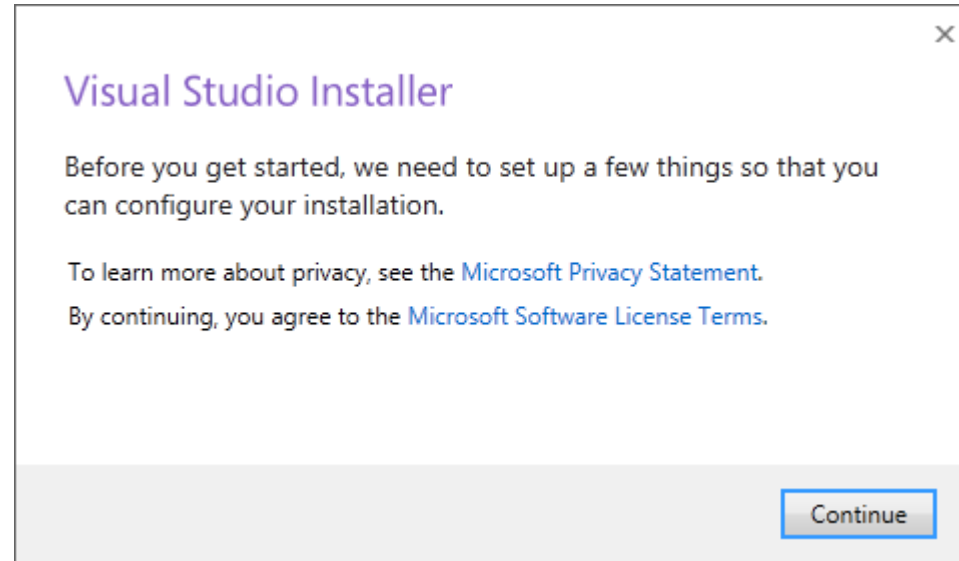 Visual Studio Installer
Before you get started, we need to set up a few things so that you
can configure your installation.
To learn more about privacy, see the Microsoft Privacy Statement.
By continuing, you agree to the Microsoft Software License Terms.
Continue